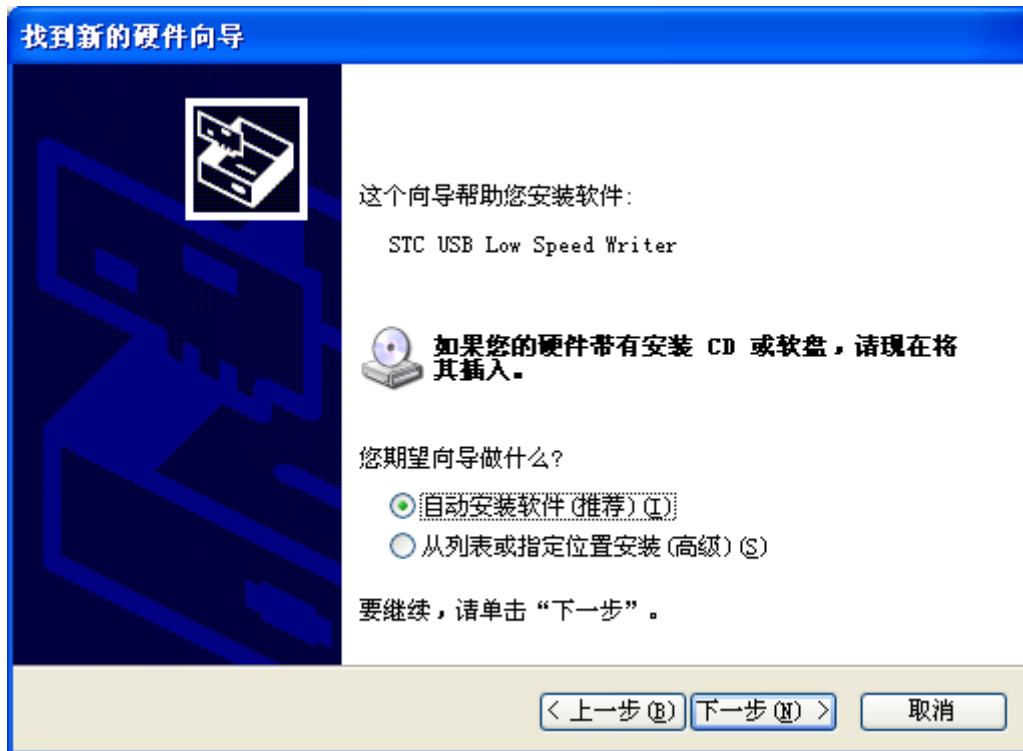 找到新的硬件向导
这个向导帮助您安装软件:
STC USB Low Speed Writer
如果您的硬件带有安装 CD 或软盘，请现在将
其插入。
您期望向导做什么?
自动安装软件(推荐)(I)
从列表或指定位置安装(高级)(S)
要继续，请单击“下一步”。
< 上一步(B) 下一步(N) > 取消